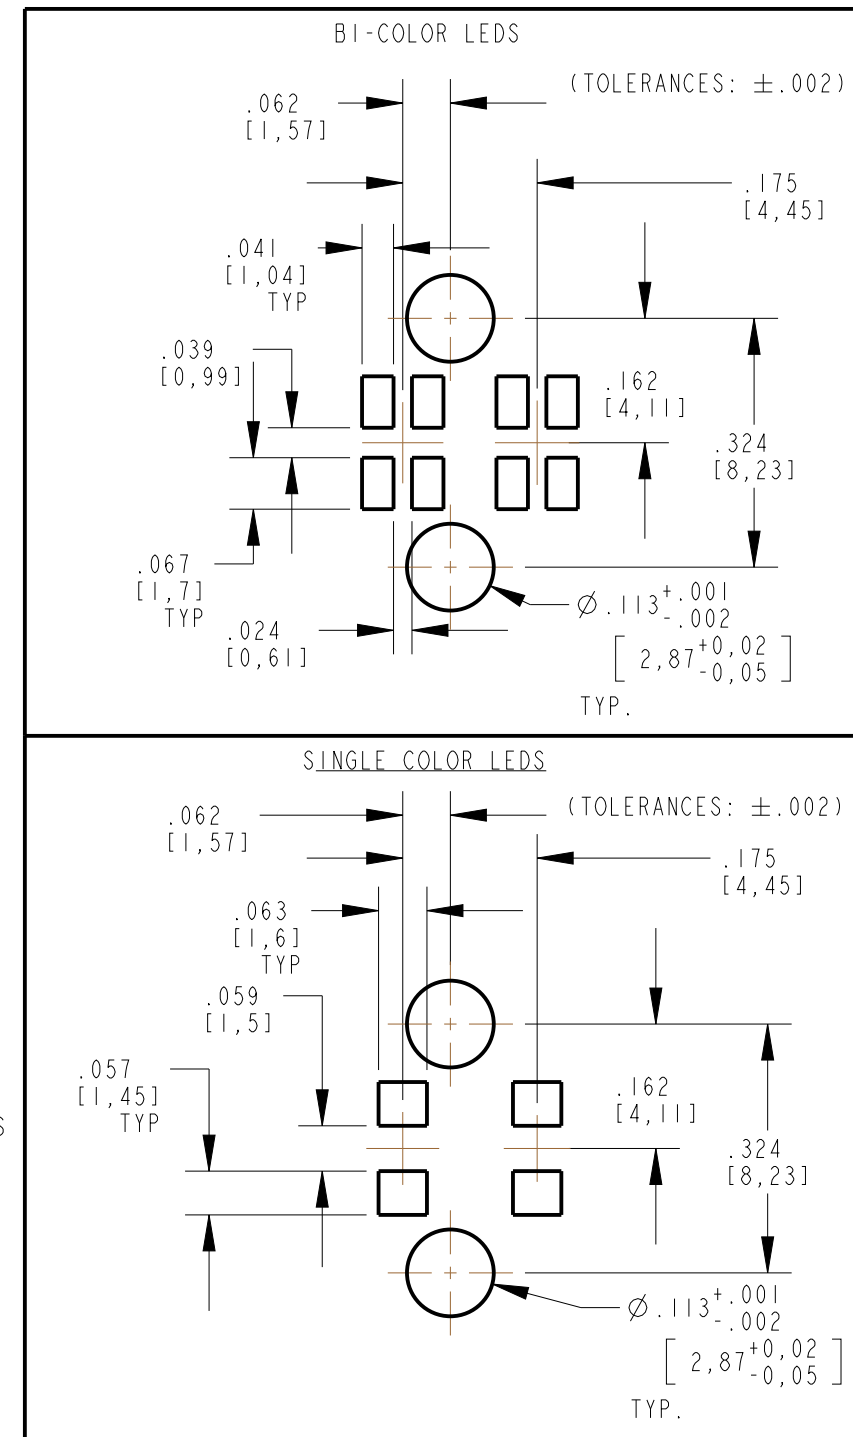 BI-COLOR LEDS
(TOLERANCES: ±.002)
.062
[1,57]
.175
[4,45]
.041
[1,04]
TYP
.039
[0,99]
.162
[4,11]
.324
[8,23]
.067
[1,7]
TYP
.024
[0,61]
Ø.113+.001
-.002
[2,87+0,02
-0,05]
TYP.
SINGLE COLOR LEDS
(TOLERANCES: ±.002)
.062
[1,57]
.175
[4,45]
.063
[1,6]
TYP
.059
[1,5]
.057
[1,45]
TYP
.162
[4,11]
.324
[8,23]
S
Ø.113+.001
-.002
[2,87+0,02
-0,05]
TYP.